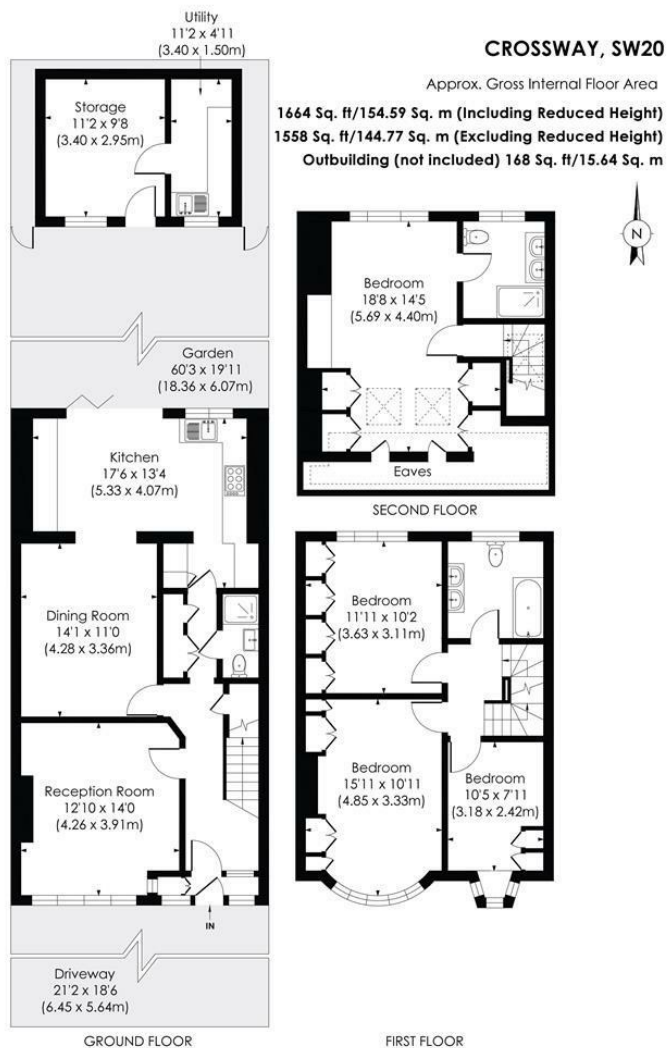 CROSSWAY, SW20
Approx. Gross Internal Floor Area
1664 Sq. ft/154.59 Sq. m (Including Reduced Height)
1558 Sq. ft/144.77 Sq. m (Excluding Reduced Height)
Outbuilding (not included) 168 Sq. ft/15.64 Sq. m
N
Utility
11'2 x 4'11
(3.40 x 1.50m)
Storage
11'2 x 9'8
(3.40 x 2.95m)
Garden
60'3 x 19'11
(18.36 x 6.07m)
Kitchen
17'6 x 13'4
(5.33 x 4.07m)
Dining Room
14'1 x 11'0
(4.28 x 3.36m)
Reception Room
12'10 x 14'0
(4.26 x 3.91m)
IN
Driveway
21'2 x 18'6
(6.45 x 5.64m)
GROUND FLOOR
Bedroom
18'8 x 14'5
(5.69 x 4.40m)
Eaves
SECOND FLOOR
Bedroom
11'11 x 10'2
(3.63 x 3.11m)
Bedroom
15'11 x 10'11
(4.85 x 3.33m)
Bedroom
10'5 x 7'11
(3.18 x 2.42m)
FIRST FLOOR